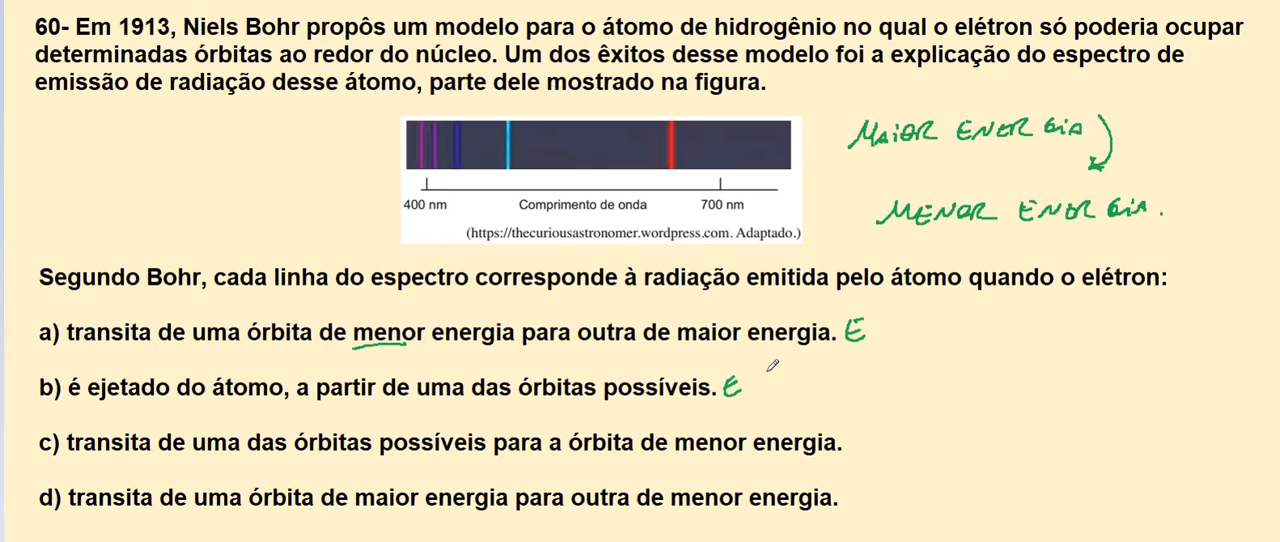 60- Em 1913, Niels Bohr propôs um modelo para o átomo de hidrogênio no qual o elétron só poderia ocupar
determinadas órbitas ao redor do núcleo. Um dos êxitos desse modelo foi a explicação do espectro de
emissão de radiação desse átomo, parte dele mostrado na figura.
MAIOR ENERGIA
400 nm Comprimento de onda 700 nm
MENOR ENERGIA.
(https://thecuriousastronomer.wordpress.com. Adaptado.)
Segundo Bohr, cada linha do espectro corresponde à radiação emitida pelo átomo quando o elétron:
a) transita de uma órbita de menor energia para outra de maior energia. E
b) é ejetado do átomo, a partir de uma das órbitas possíveis. E
c) transita de uma das órbitas possíveis para a órbita de menor energia.
d) transita de uma órbita de maior energia para outra de menor energia.